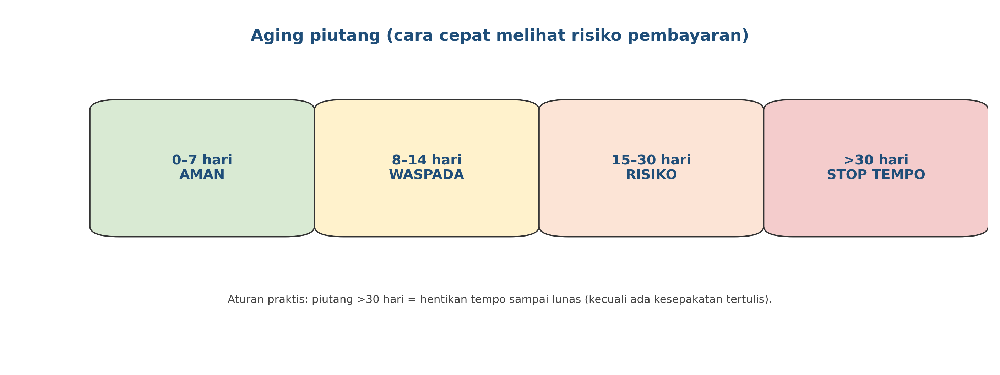 Aging piutang (cara cepat melihat risiko pembayaran)
0–7 hari
AMAN
8–14 hari
WASPADA
15–30 hari
RISIKO
>30 hari
STOP TEMPO
Aturan praktis: piutang >30 hari = hentikan tempo sampai lunas (kecuali ada kesepakatan tertulis).